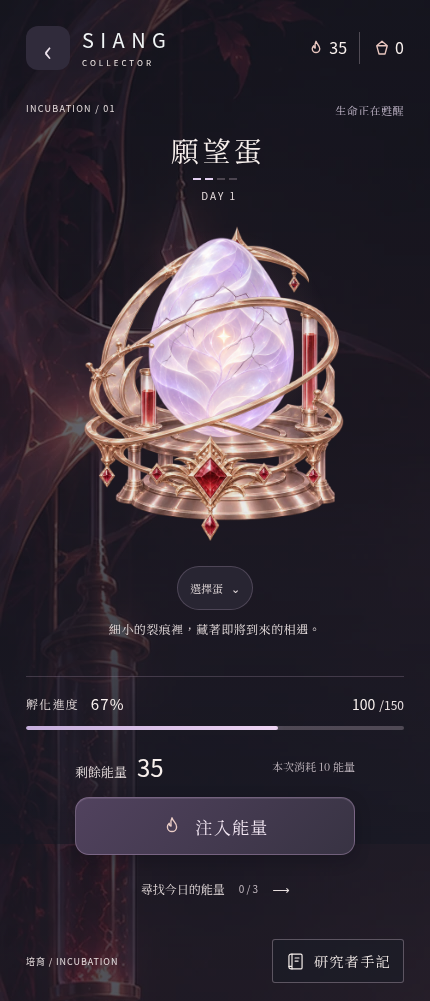 ‹ SIANG
COLLECTOR
35 0
INCUBATION / 01 生命正在甦醒
願望蛋
DAY 1
選擇蛋
細小的裂痕裡，藏著即將到來的相遇。
孵化進度 67% 100 /150
剩餘能量 35 本次消耗 10 能量
注入能量
尋找今日的能量 0/3 →
培育 / INCUBATION 研究者手記